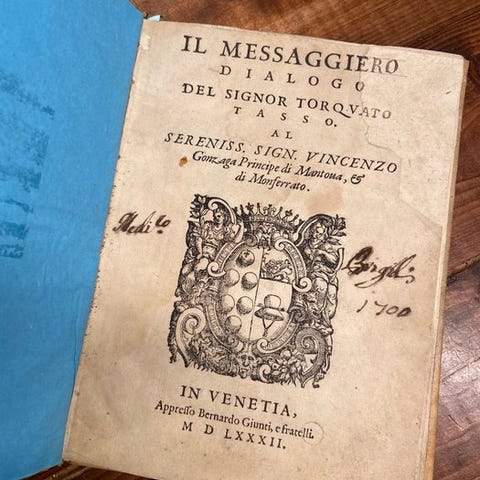 IL MESSAGGIERO
DIALOGO
DEL SIGNOR TORQVATO
TASSO.
AL
SERENISS. SIGN. VINCENZO
Gonzaga Principe di Mantoua, &
di Monferrato.
1700
IN VENETIA,
Appresso Bernardo Giunti, e fratelli.
M D LXXXII.